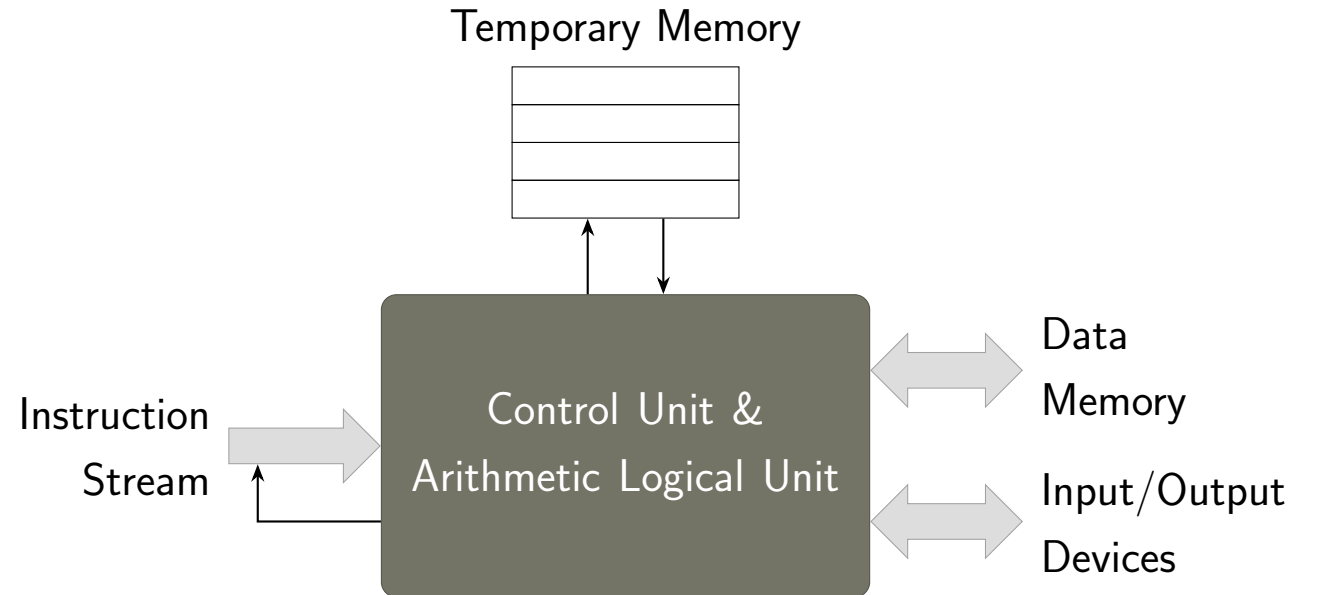 Temporary Memory
Instruction
Stream
Control Unit &
Arithmetic Logical Unit
Data
Memory
Input/Output
Devices